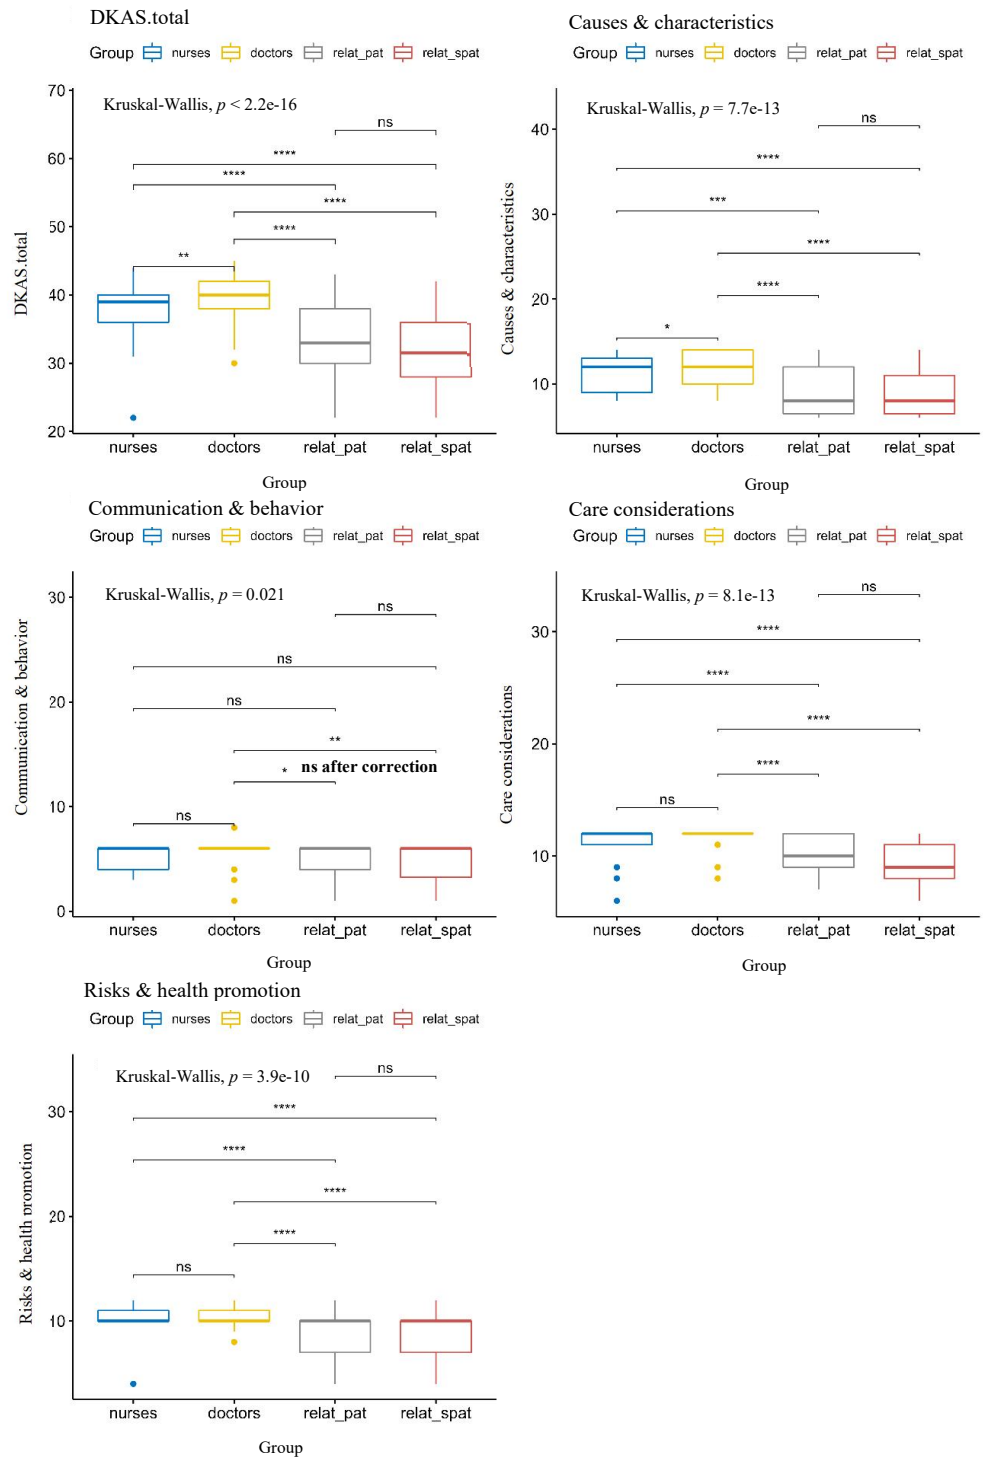 DKAS.total
Group nurses doctors relat_pat relat_spat
Kruskal-Wallis, p < 2.2e-16
ns
****
****
****
****
**
DKAS.total
70
60
50
40
30
20
nurses doctors relat_pat relat_spat
Group
Causes & characteristics
Group nurses doctors relat_pat relat_spat
Kruskal-Wallis, p = 7.7e-13
ns
****
***
****
****
*
Causes & characteristics
40
30
20
10
nurses doctors relat_pat relat_spat
Group
Communication & behavior
Group nurses doctors relat_pat relat_spat
Kruskal-Wallis, p = 0.021
ns
ns
ns
**
* ns after correction
ns
Communication & behavior
30
20
10
0
nurses doctors relat_pat relat_spat
Group
Care considerations
Group nurses doctors relat_pat relat_spat
Kruskal-Wallis, p = 8.1e-13
ns
****
****
****
****
ns
Care considerations
30
20
10
nurses doctors relat_pat relat_spat
Group
Risks & health promotion
Group nurses doctors relat_pat relat_spat
Kruskal-Wallis, p = 3.9e-10
ns
****
****
****
****
ns
Risks & health promotion
30
20
10
nurses doctors relat_pat relat_spat
Group